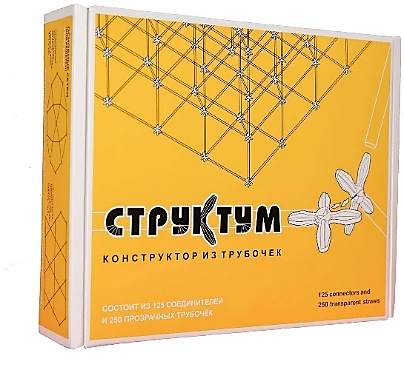 СТРУКТУМ
КОНСТРУКТОР ИЗ ТРУБОЧЕК
СОСТОИТ ИЗ 125 СОЕДИНИТЕЛЕЙ
И 250 ПРОЗРАЧНЫХ ТРУБОЧЕК
125 connectors and
250 transparent straws